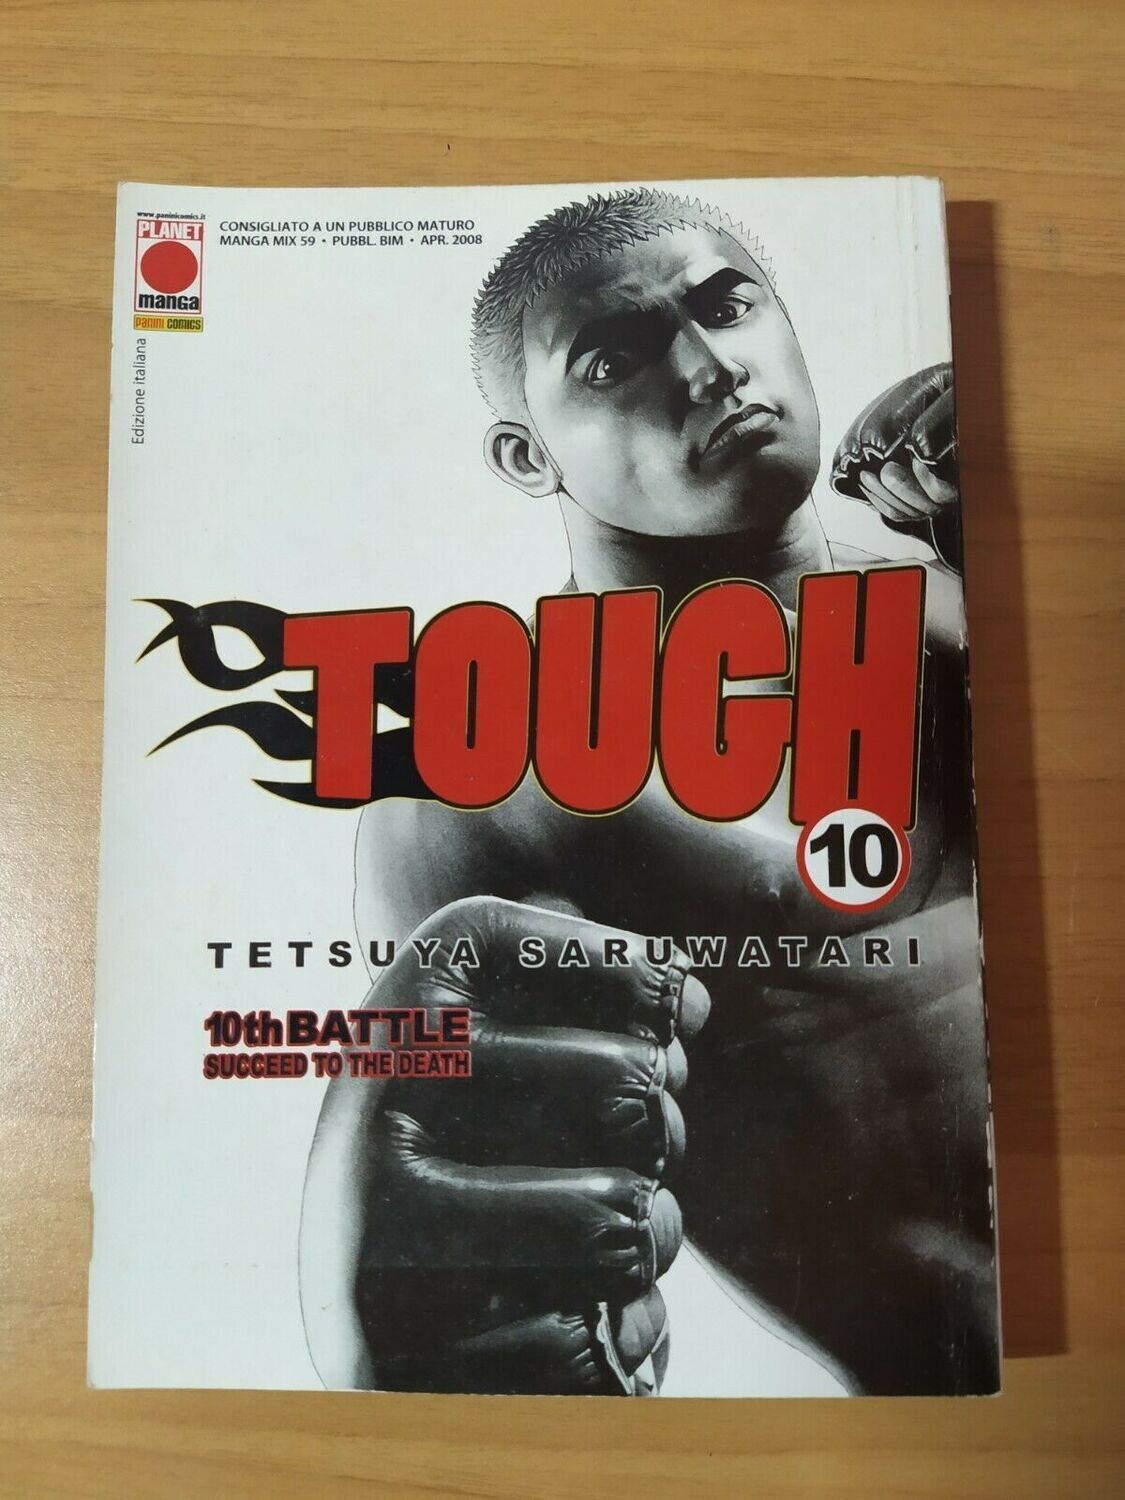 www.paninicomics.it
PLANET
manga
PANINI COMICS
CONSIGLIATO A UN PUBBLICO MATURO
MANGA MIX 59 • PUBBL. BIM • APR. 2008
Edizione italiana
TOUGH
10
TETSUYA SARUWATARI
10th BATTLE
SUCCEED TO THE DEATH